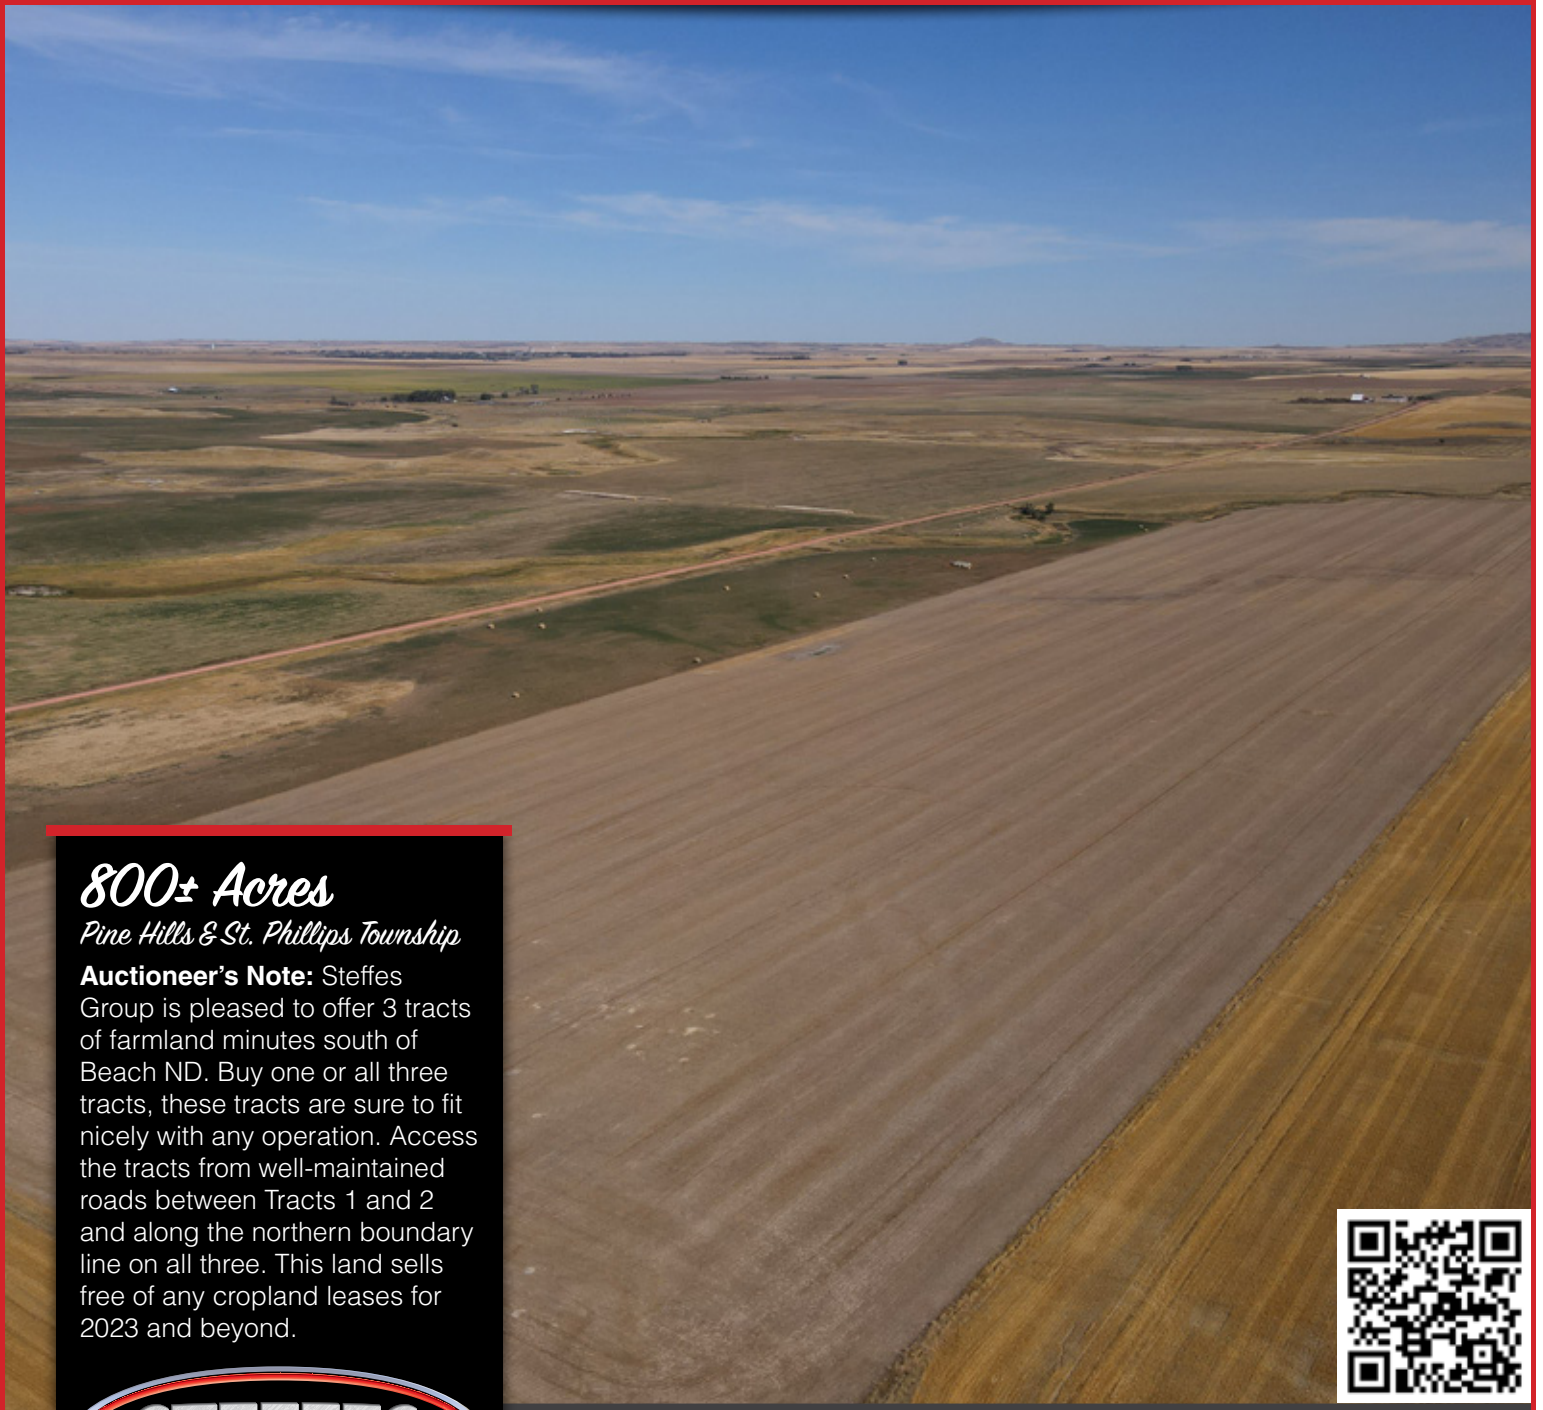 800± Acres
Pine Hills & St. Phillips Township
Auctioneer's Note: Steffes
Group is pleased to offer 3 tracts
of farmland minutes south of
Beach ND. Buy one or all three
tracts, these tracts are sure to fit
nicely with any operation. Access
the tracts from well-maintained
roads between Tracts 1 and 2
and along the northern boundary
line on all three. This land sells
free of any cropland leases for
2023 and beyond.